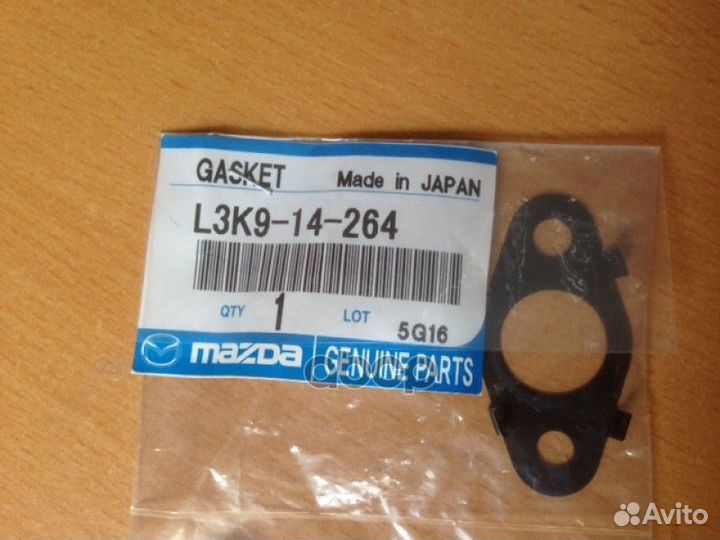 GASKET Made in JAPAN
L3K9-14-264
QTY 1 LOT 5G16
mazda GENUINE PARTS
Avito